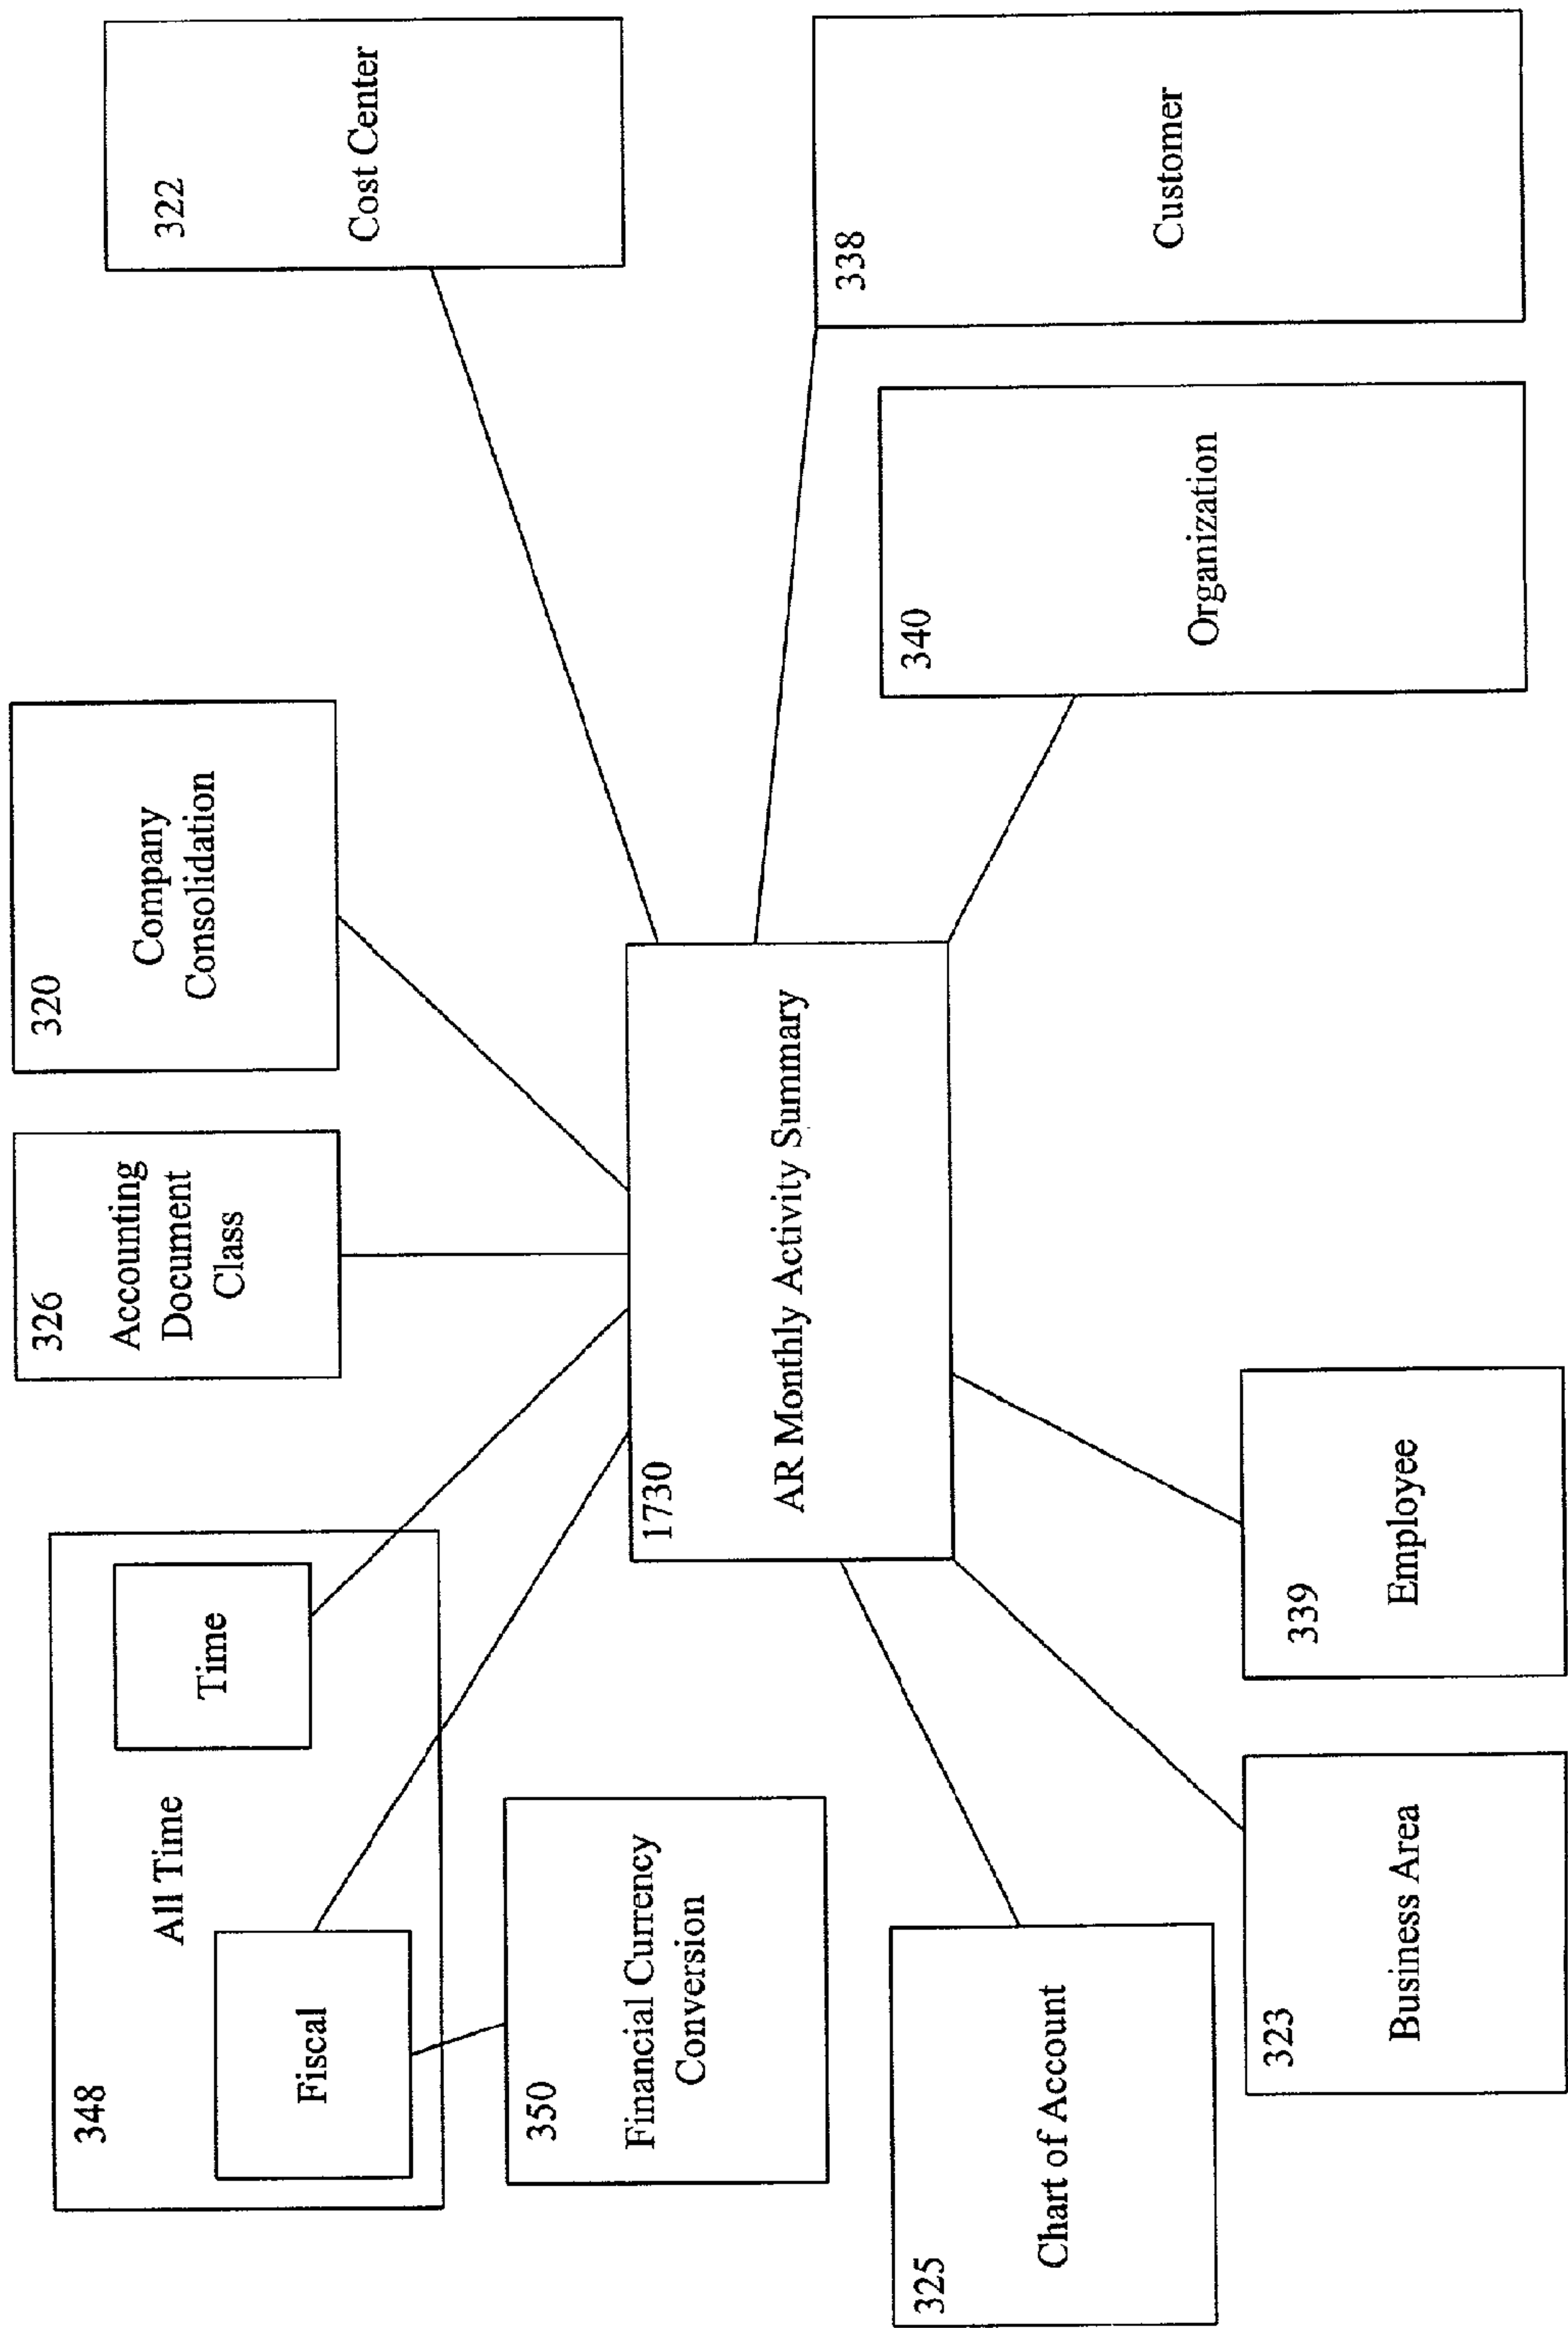 348
All Time
Fiscal
Time
326
Accounting
Document
Class
320
Company
Consolidation
322
Cost Center
350
Financial Currency
Conversion
1730
AR Monthly Activity Summary
338
Customer
325
Chart of Account
340
Organization
323
Business Area
339
Employee